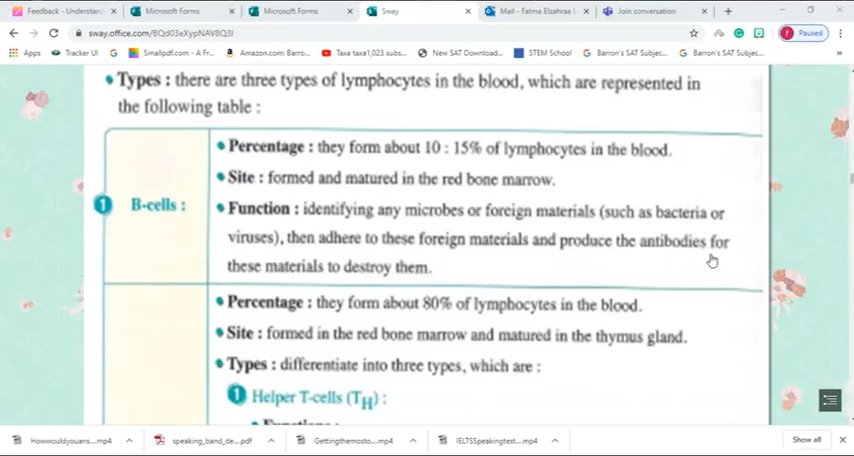 Feedback - Understan
Microsoft Forms
Microsoft Forms
Sway
Mail - Fatma Elzahraa
Join conversation
sway.office.com/8Qd03eXypNAV8Q3I
Paused
Apps
Tracker UI
Smallpdf.com - A Fr...
Amazon.com: Barro...
Taxa taxa1,023 subs...
New SAT Download...
STEM School
Barron's SAT Subjec...
Barron's SAT Subjec...
• Types : there are three types of lymphocytes in the blood, which are represented in
the following table :
1 B-cells :
• Percentage : they form about 10 : 15% of lymphocytes in the blood.
• Site : formed and matured in the red bone marrow.
• Function : identifying any microbes or foreign materials (such as bacteria or
viruses), then adhere to these foreign materials and produce the antibodies for
these materials to destroy them.
• Percentage : they form about 80% of lymphocytes in the blood.
• Site : formed in the red bone marrow and matured in the thymus gland.
• Types : differentiate into three types, which are :
1 Helper T-cells (TH) :
Howwouldyouans....mp4
speaking_band_de....pdf
Gettingthemosto....mp4
IELTSSpeakingtest....mp4
Show all